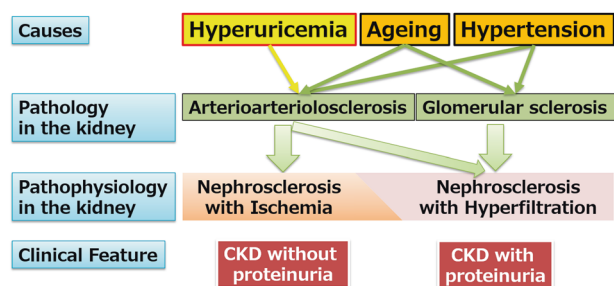 Causes
Hyperuricemia Ageing Hypertension
Pathology
in the kidney
Arterioarteriolosclerosis Glomerular sclerosis
Pathophysiology
in the kidney
Nephrosclerosis
with Ischemia
Nephrosclerosis
with Hyperfiltration
Clinical Feature
CKD without
proteinuria
CKD with
proteinuria